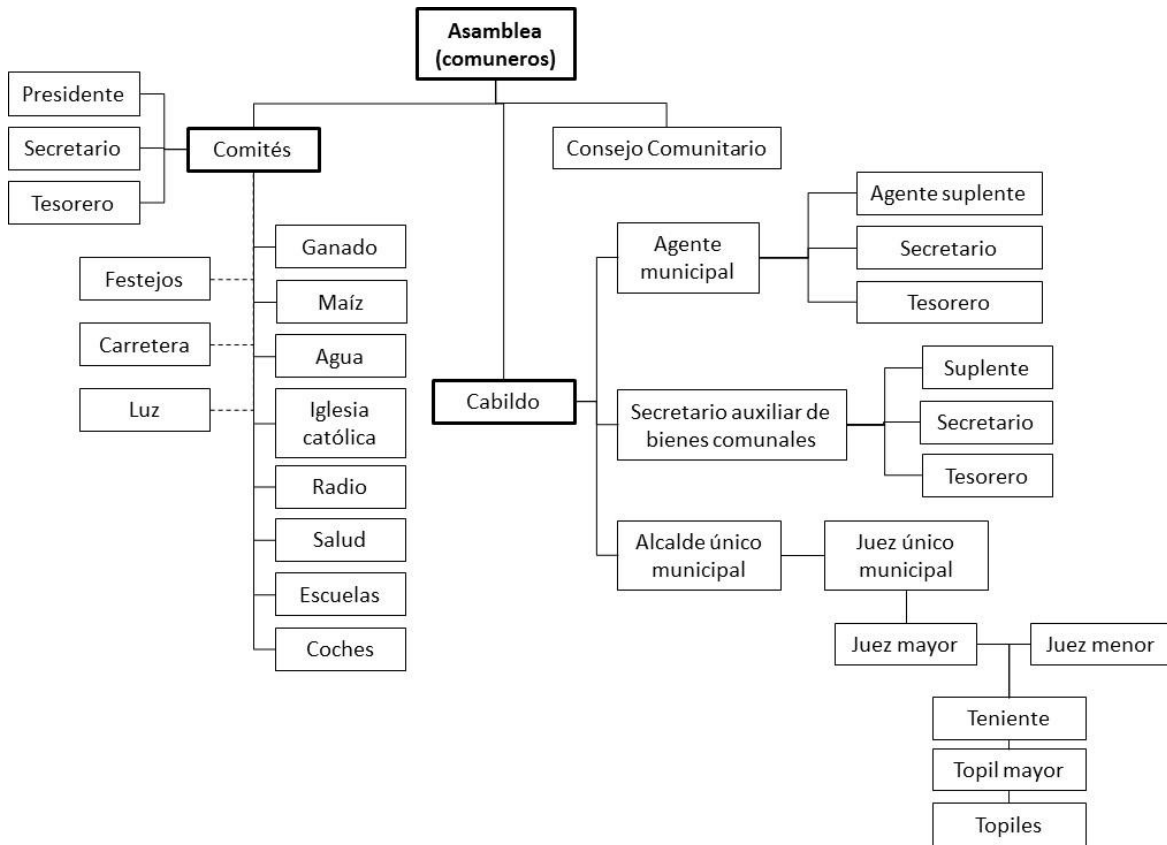 Asamblea
(comuneros)
Presidente
Secretario
Tesorero
Comités
Consejo Comunitario
Ganado
Maíz
Agua
Iglesia
católica
Radio
Salud
Escuelas
Coches
Festejos
Carretera
Luz
Cabildo
Agente
municipal
Agente suplente
Secretario
Tesorero
Secretario auxiliar de
bienes comunales
Suplente
Secretario
Tesorero
Alcalde único
municipal
Juez único
municipal
Juez mayor
Juez menor
Teniente
Topil mayor
Topiles